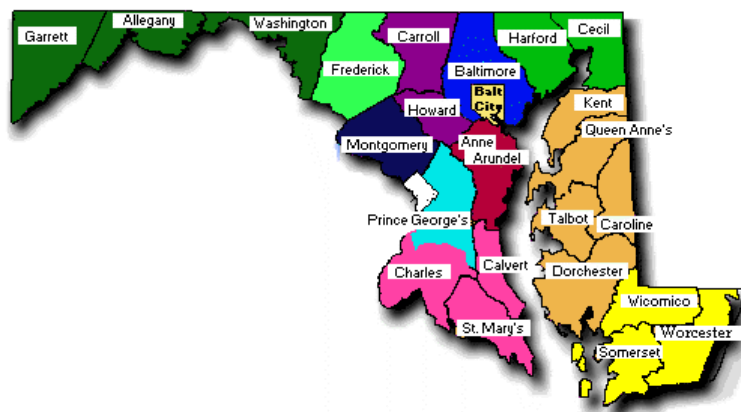 Garrett
Allegany
Washington
Frederick
Carroll
Baltimore
Harford
Cecil
Balt
City
Howard
Kent
Queen Anne's
Montgomery
Anne
Arundel
Prince George's
Talbot
Caroline
Charles
Calvert
Dorchester
St. Mary's
Wicomico
Worcester
Somerset